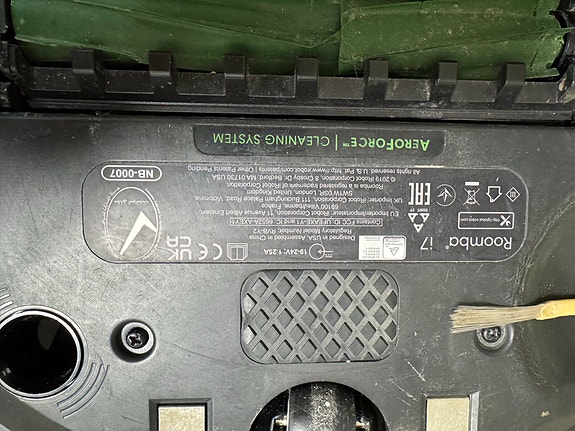 AEROFORCE™ | CLEANING SYSTEM
Roomba® i7
19-24V⎓1.25A
Designed in USA. Assembled in China
Regulatory Model Number: RVB-Y2
EU Importer/Importateur: iRobot Corporation, 11 Avenue Albert Einstein,
69100 Villeurbanne, France
UK Importer: iRobot Corporation, 111 Buckingham Palace Road, London
SW1W 0SR, United Kingdom
Roomba is a registered trademark of iRobot Corporation
© 2019 iRobot Corporation, 8 Crosby Dr. Bedford, MA 01730 USA
All rights reserved. U.S. Pat. http://www.irobot.com/patents | Other Patents Pending
EAC
CE
UK
CA
NB-0007